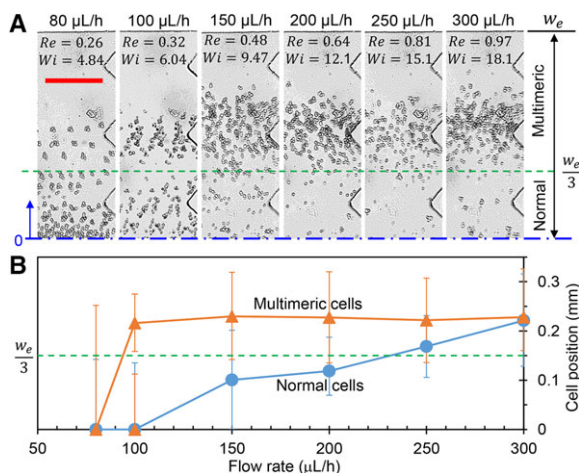 80 µL/h 100 µL/h 150 µL/h 200 µL/h 250 µL/h 300 µL/h wₑ
A
Re = 0.26 Re = 0.32 Re = 0.48 Re = 0.64 Re = 0.81 Re = 0.97
Wi = 4.84 Wi = 6.04 Wi = 9.47 Wi = 12.1 Wi = 15.1 Wi = 18.1
Multimeric
wₑ/3
Normal
0
B
Multimeric cells
Normal cells
wₑ/3
0.3
0.2
0.1
0
Cell position (mm)
50 100 150 200 250 300
Flow rate (µL/h)